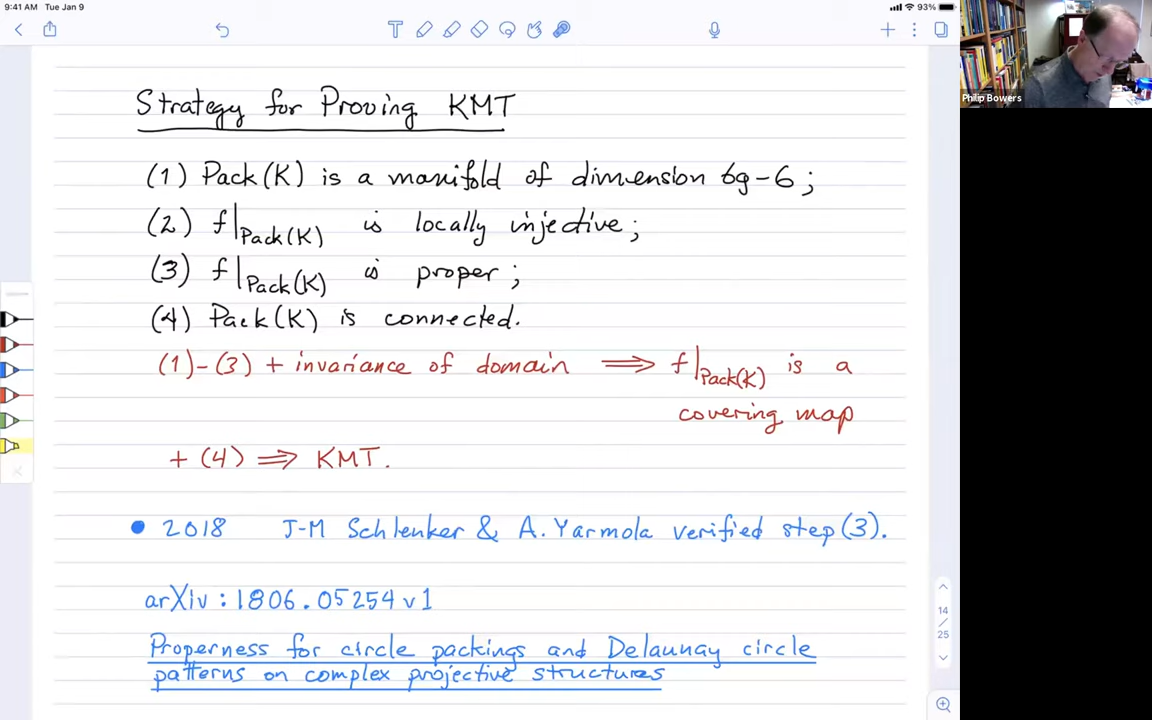 9:41 AM Tue Jan 9
93%
Strategy for Proving KMT
(1) Pack(K) is a manifold of dimension 6g-6;
(2) f|Pack(K) is locally injective;
(3) f|Pack(K) is proper;
(4) Pack(K) is connected.
(1)-(3) + invariance of domain ⟹ f|Pack(K) is a
covering map
+ (4) ⟹ KMT.
• 2018 J-M Schlenker & A. Yarmola verified step (3).
arXiv:1806.05254v1
Properness for circle packings and Delaunay circle
patterns on complex projective structures
14
/
25
Philip Bowers